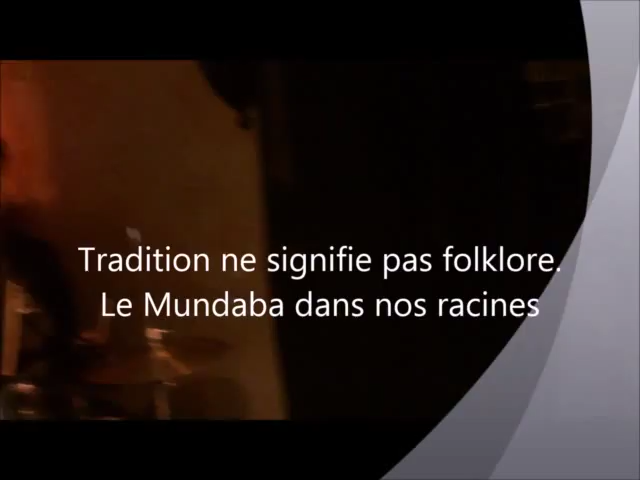 Tradition ne signifie pas folklore.
Le Mundaba dans nos racines